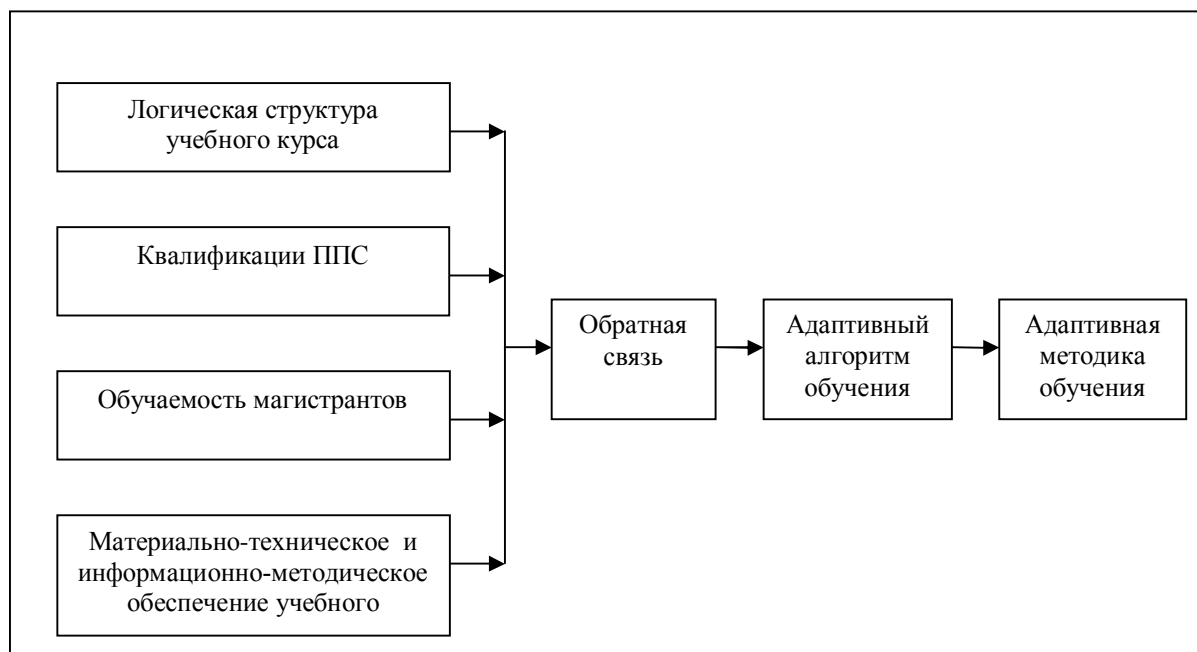 Логическая структура
учебного курса
Квалификации ППС
Обучаемость магистрантов
Материально-техническое и
информационно-методическое
обеспечение учебного
Обратная
связь
Адаптивный
алгоритм
обучения
Адаптивная
методика
обучения